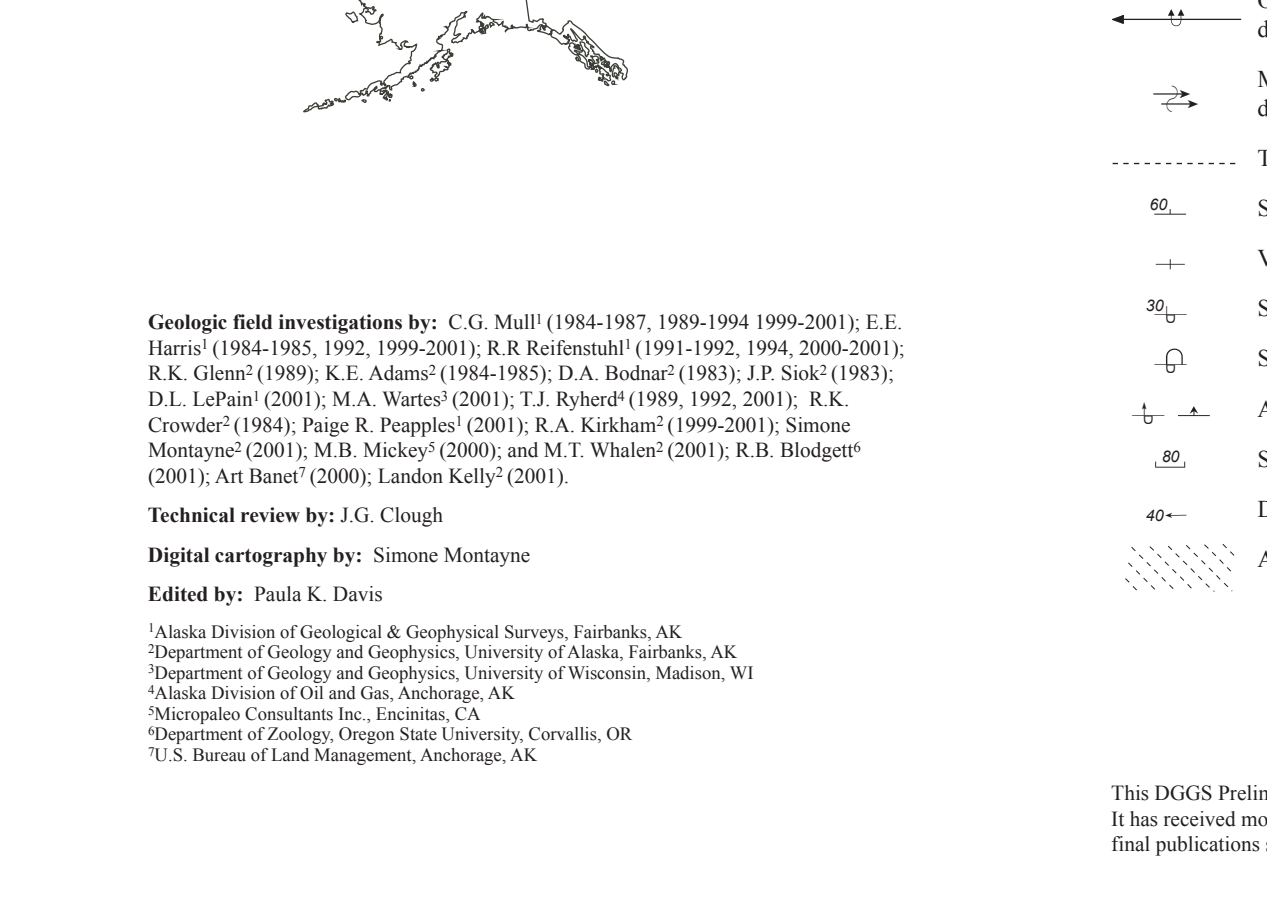 Geologic field investigations by: C.G. Mull¹ (1984-1987, 1989-1994 1999-2001); E.E.
Harris¹ (1984-1985, 1992, 1999-2001); R.R Reifenstuhl¹ (1991-1992, 1994, 2000-2001);
R.K. Glenn² (1989); K.E. Adams² (1984-1985); D.A. Bodnar² (1983); J.P. Siok² (1983);
D.L. LePain¹ (2001); M.A. Wartes³ (2001); T.J. Ryherd⁴ (1989, 1992, 2001); R.K.
Crowder² (1984); Paige R. Peapples¹ (2001); R.A. Kirkham² (1999-2001); Simone
Montayne² (2001); M.B. Mickey⁵ (2000); and M.T. Whalen² (2001); R.B. Blodgett⁶
(2001); Art Banet⁷ (2000); Landon Kelly² (2001).
Technical review by: J.G. Clough
Digital cartography by: Simone Montayne
Edited by: Paula K. Davis
¹Alaska Division of Geological & Geophysical Surveys, Fairbanks, AK
²Department of Geology and Geophysics, University of Alaska, Fairbanks, AK
³Department of Geology and Geophysics, University of Wisconsin, Madison, WI
⁴Alaska Division of Oil and Gas, Anchorage, AK
⁵Micropaleo Consultants Inc., Encinitas, CA
⁶Department of Zoology, Oregon State University, Corvallis, OR
⁷U.S. Bureau of Land Management, Anchorage, AK
60
30
80
40
This DGGS Prelim
It has received mo
final publications